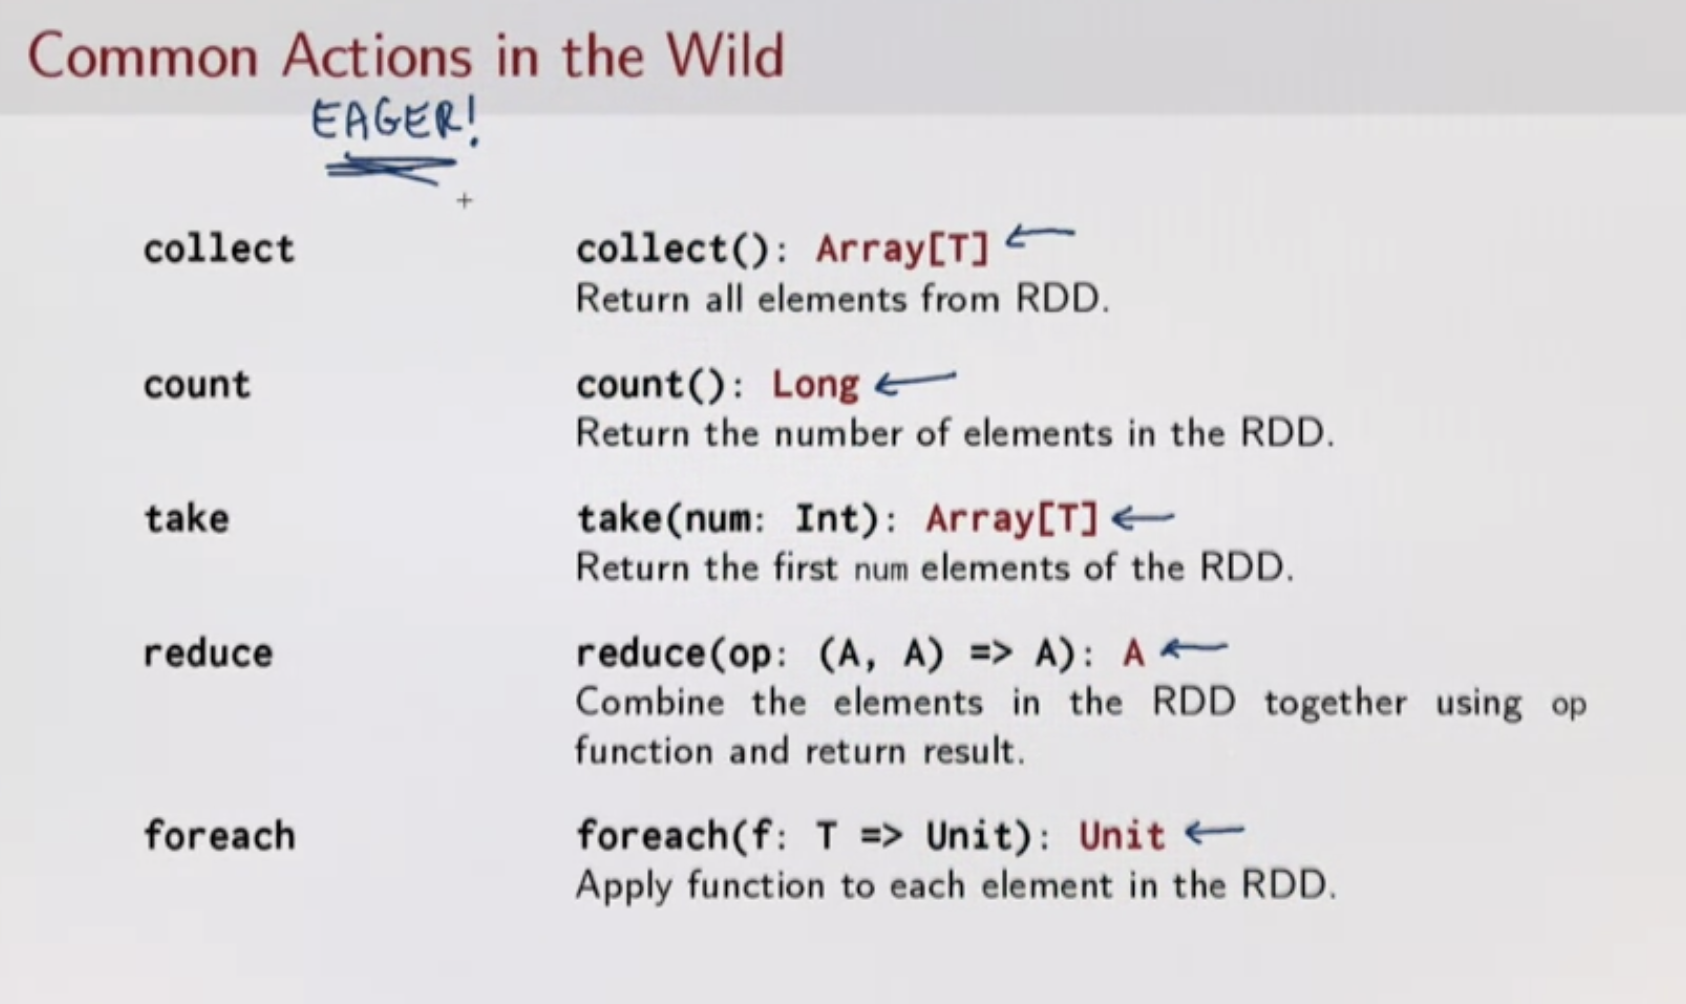 Common Actions in the Wild
EAGER!
collect collect(): Array[T]
Return all elements from RDD.
count count(): Long
Return the number of elements in the RDD.
take take(num: Int): Array[T]
Return the first num elements of the RDD.
reduce reduce(op: (A, A) => A): A
Combine the elements in the RDD together using op
function and return result.
foreach foreach(f: T => Unit): Unit
Apply function to each element in the RDD.